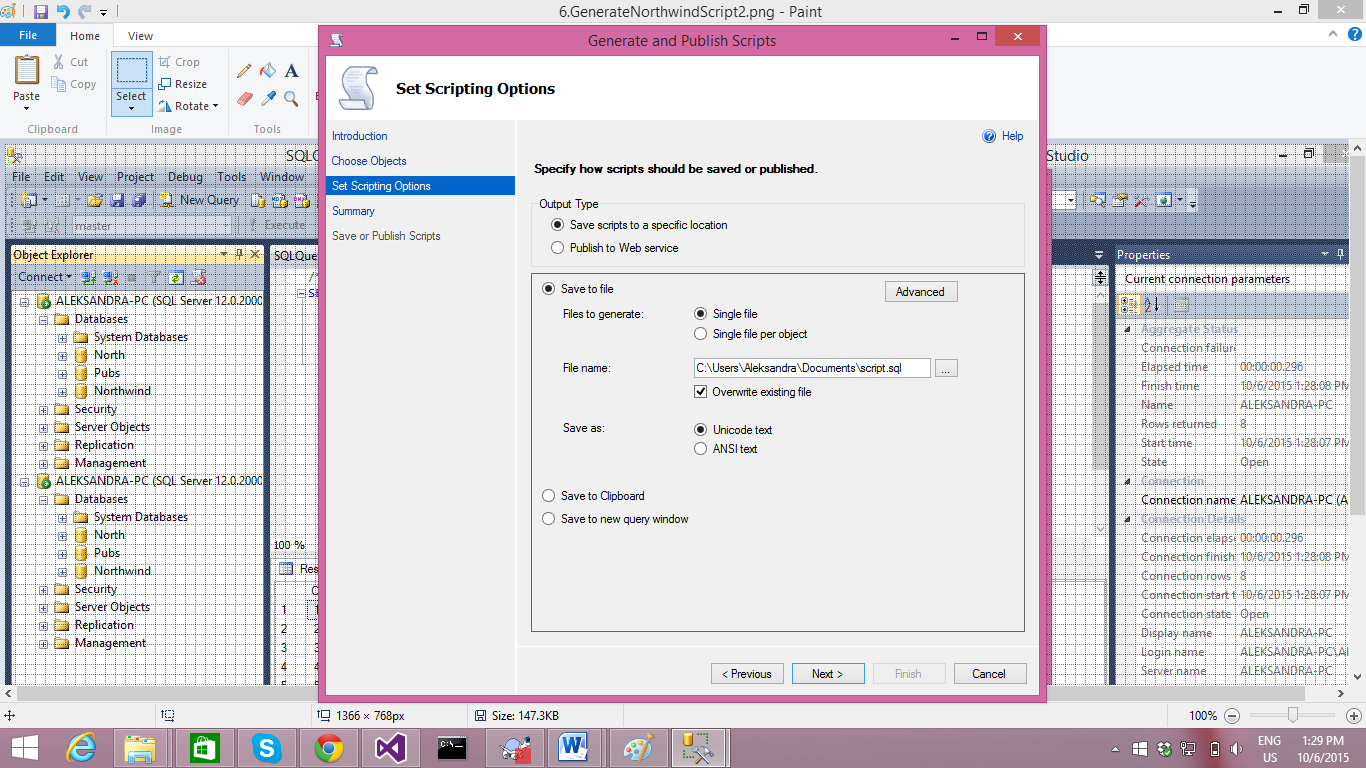 6.GenerateNorthwindScript2.png - Paint
File Home View
Paste
Cut
Copy
Clipboard
Select
Crop
Resize
Rotate
Image
Tools
Generate and Publish Scripts
Set Scripting Options
Introduction
Choose Objects
Set Scripting Options
Summary
Save or Publish Scripts
Help
Specify how scripts should be saved or published.
Output Type
Save scripts to a specific location
Publish to Web service
Save to file
Advanced
Files to generate:
Single file
Single file per object
File name:
C:\Users\Aleksandra\Documents\script.sql
...
Overwrite existing file
Save as:
Unicode text
ANSI text
Save to Clipboard
Save to new query window
< Previous
Next >
Finish
Cancel
SQLQ
Studio
File Edit View Project Debug Tools Window
New Query
master
Execute
Object Explorer
Connect
ALEKSANDRA-PC (SQL Server 12.0.2000
Databases
System Databases
North
Pubs
Northwind
Security
Server Objects
Replication
Management
ALEKSANDRA-PC (SQL Server 12.0.2000
Databases
System Databases
North
Pubs
Northwind
Security
Server Objects
Replication
Management
SQLQue
100 %
Res
1
2
3
4
5
Properties
Current connection parameters
Aggregate Status
Connection failure
Elapsed time 00:00:00.296
Finish time 10/6/2015 1:28:08 PM
Name ALEKSANDRA-PC
Rows returned 8
Start time 10/6/2015 1:28:07 PM
State Open
Connection
Connection name ALEKSANDRA-PC (A
Connection Details
Connection elaps 00:00:00.296
Connection finish 10/6/2015 1:28:08 PM
Connection rows 8
Connection start t 10/6/2015 1:28:07 PM
Connection state Open
Display name ALEKSANDRA-PC
Login name ALEKSANDRA-PC\Al
Server name ALEKSANDRA-PC
1366 × 768px
Size: 147.3KB
100%
ENG
US
1:29 PM
10/6/2015